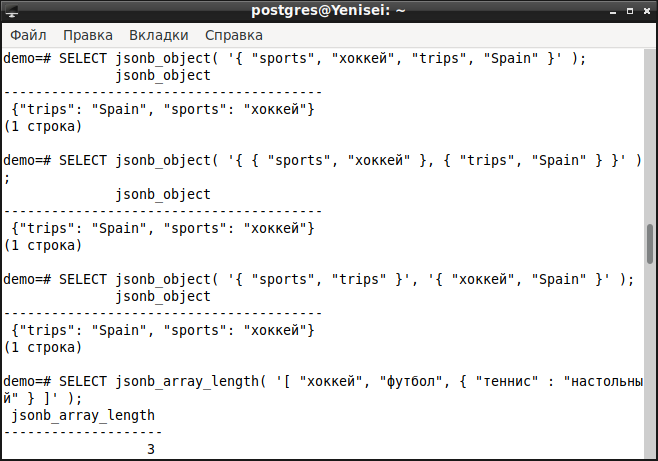 postgres@Yenisei: ~
Файл Правка Вкладки Справка
demo=# SELECT jsonb_object( '{ "sports", "хоккей", "trips", "Spain" }' );
jsonb_object
----------------------------------------
{"trips": "Spain", "sports": "хоккей"}
(1 строка)
demo=# SELECT jsonb_object( '{ { "sports", "хоккей" }, { "trips", "Spain" } }' )
;
jsonb_object
----------------------------------------
{"trips": "Spain", "sports": "хоккей"}
(1 строка)
demo=# SELECT jsonb_object( '{ "sports", "trips" }', '{ "хоккей", "Spain" }' );
jsonb_object
----------------------------------------
{"trips": "Spain", "sports": "хоккей"}
(1 строка)
demo=# SELECT jsonb_array_length( '[ "хоккей", "футбол", { "теннис" : "настольны
й" } ]' );
jsonb_array_length
--------------------
3